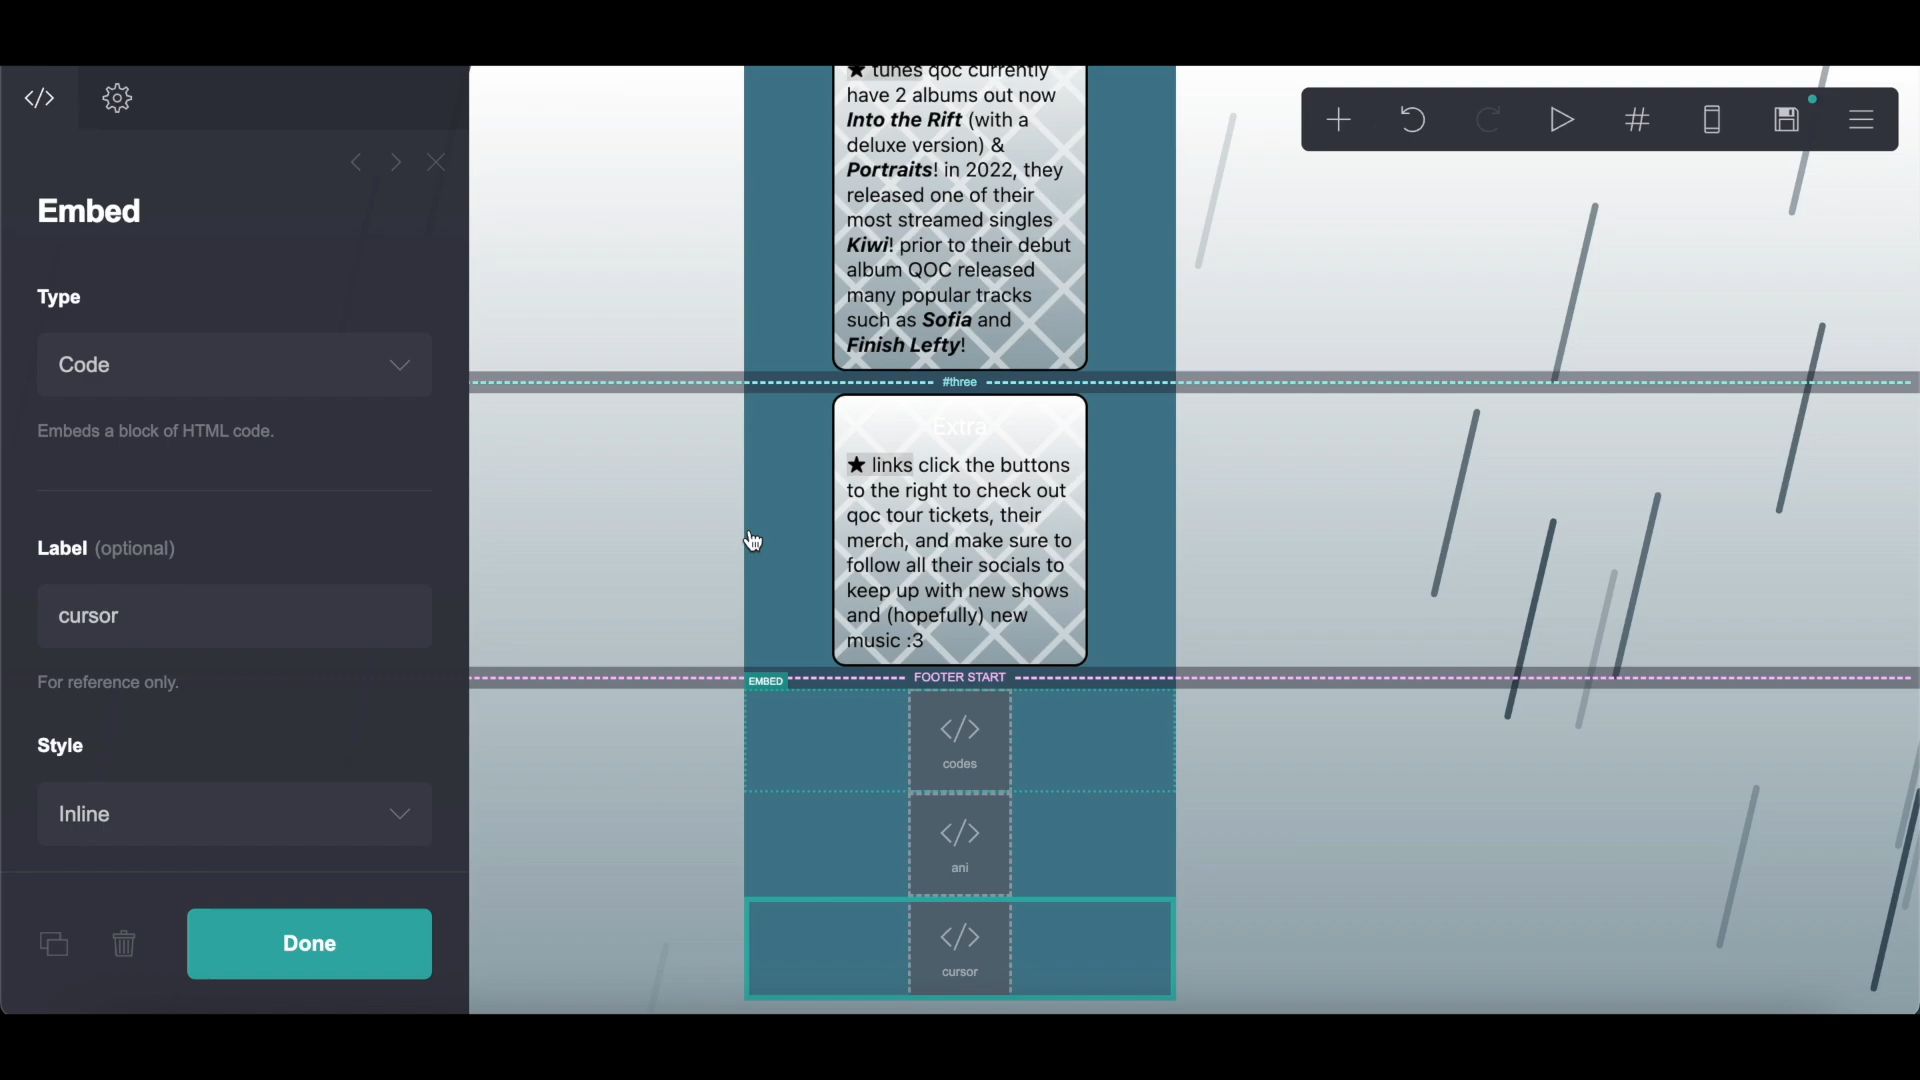 Embed
Type
Code
Embeds a block of HTML code.
Label (optional)
cursor
For reference only.
Style
Inline
Done
★ tunes qoc currently
have 2 albums out now
Into the Rift (with a
deluxe version) &
Portraits! in 2022, they
released one of their
most streamed singles
Kiwi! prior to their debut
album QOC released
many popular tracks
such as Sofia and
Finish Lefty!
#three
Extra
★ links click the buttons
to the right to check out
qoc tour tickets, their
merch, and make sure to
follow all their socials to
keep up with new shows
and (hopefully) new
music :3
EMBED
FOOTER START
</> 
codes
</>
ani
</>
cursor